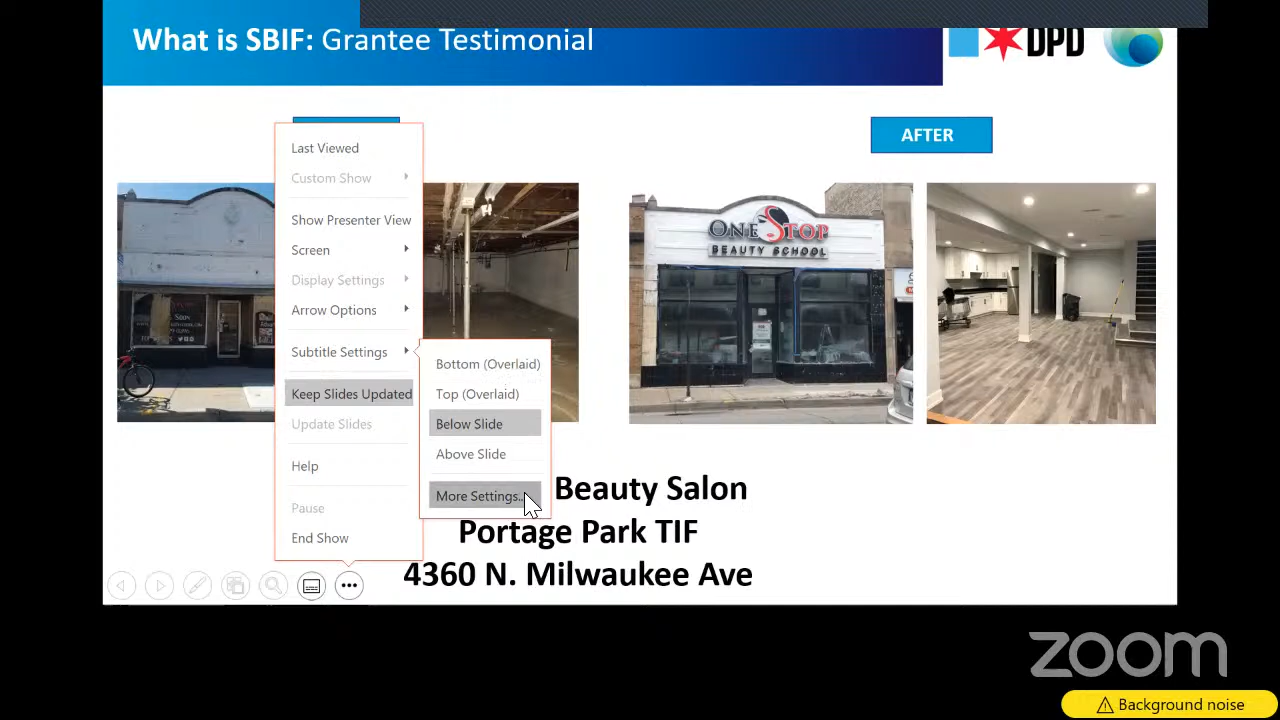 What is SBIF: Grantee Testimonial
DPD
AFTER
Last Viewed
Custom Show
Show Presenter View
Screen
Display Settings
Arrow Options
Subtitle Settings
Keep Slides Updated
Update Slides
Help
Pause
End Show
Bottom (Overlaid)
Top (Overlaid)
Below Slide
Above Slide
More Settings...
ONE STOP
BEAUTY SCHOOL
Beauty Salon
Portage Park TIF
4360 N. Milwaukee Ave
zoom
Background noise